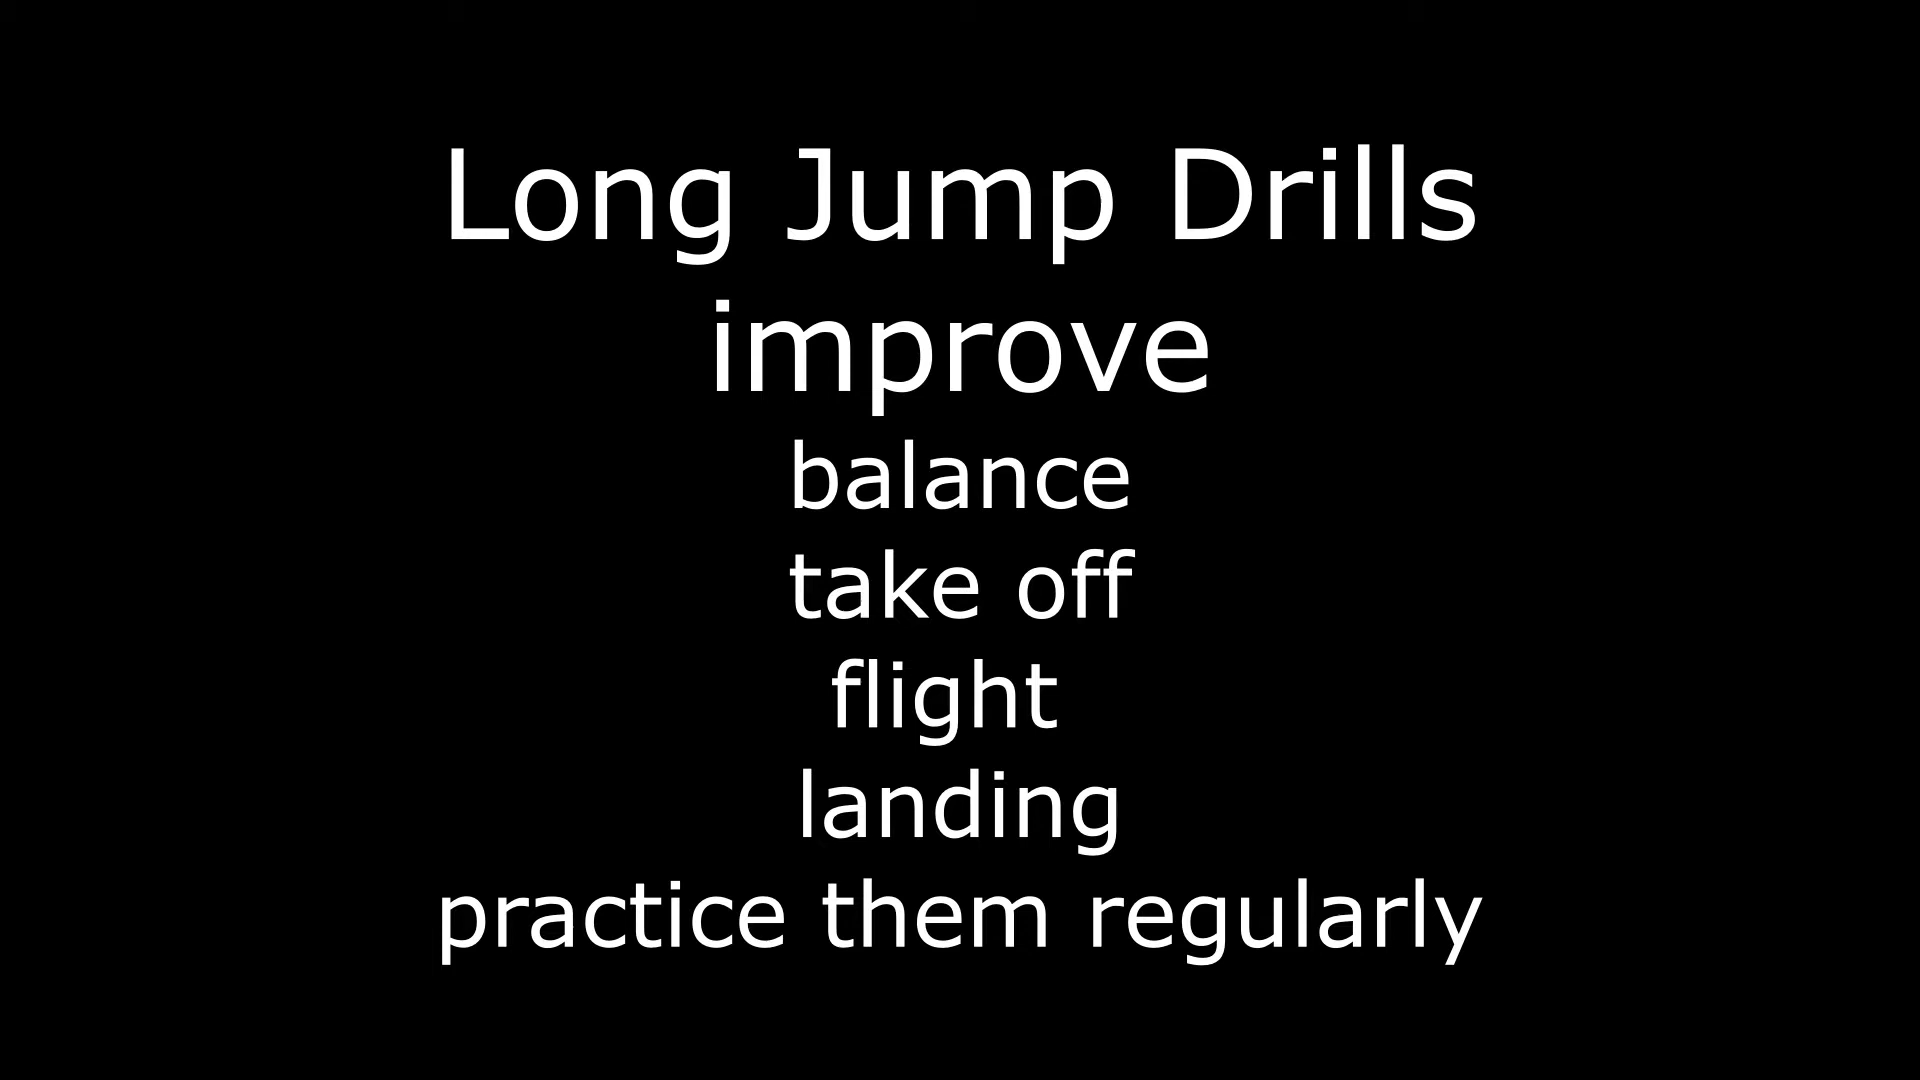 Long Jump Drills
improve
balance
take off
flight
landing
practice them regularly